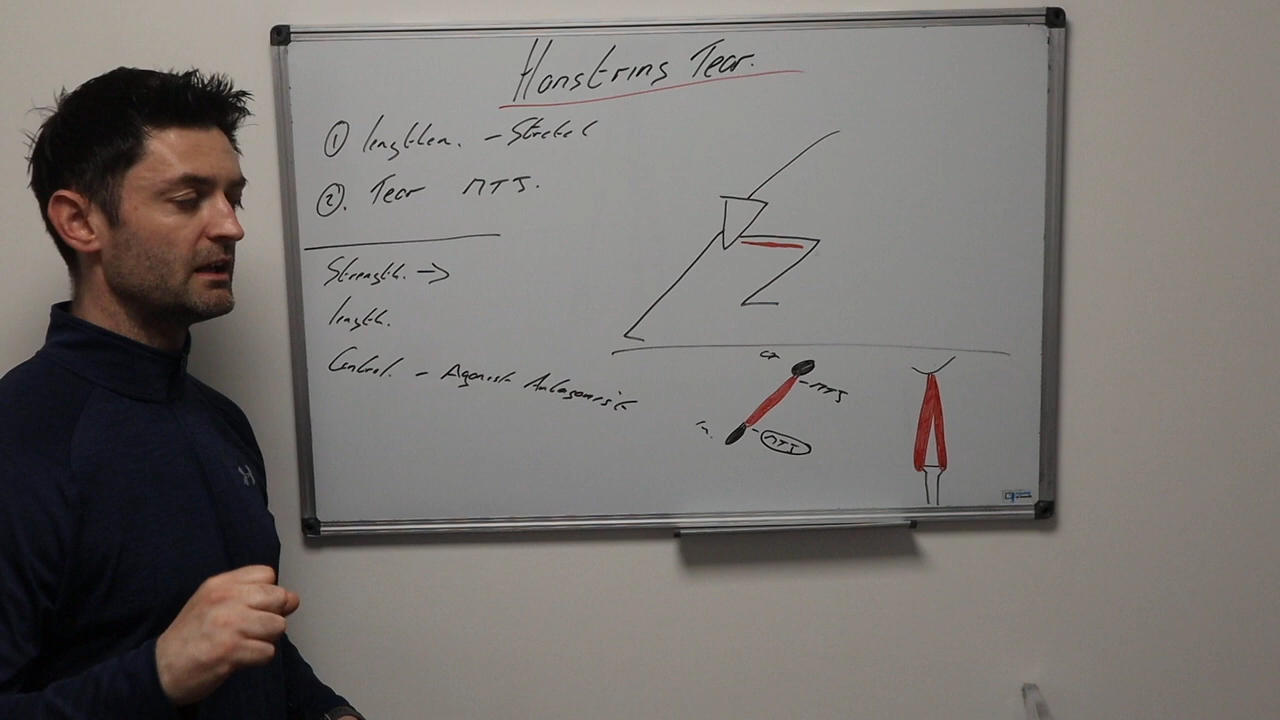 Hamstring Tear.
① lengthen. - Stretch
②. Tear MTJ.
Strength. →
length.
Control. - Agonist Antagonist
MTJ
MTJ